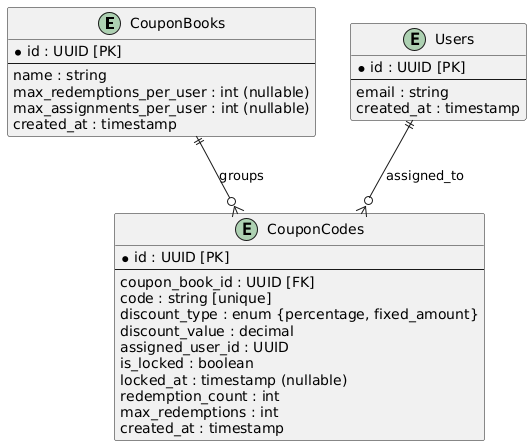 E CouponBooks
* id : UUID [PK]
name : string
max_redemptions_per_user : int (nullable)
max_assignments_per_user : int (nullable)
created_at : timestamp
E Users
* id : UUID [PK]
email : string
created_at : timestamp
groups
assigned_to
E CouponCodes
* id : UUID [PK]
coupon_book_id : UUID [FK]
code : string [unique]
discount_type : enum {percentage, fixed_amount}
discount_value : decimal
assigned_user_id : UUID
is_locked : boolean
locked_at : timestamp (nullable)
redemption_count : int
max_redemptions : int
created_at : timestamp